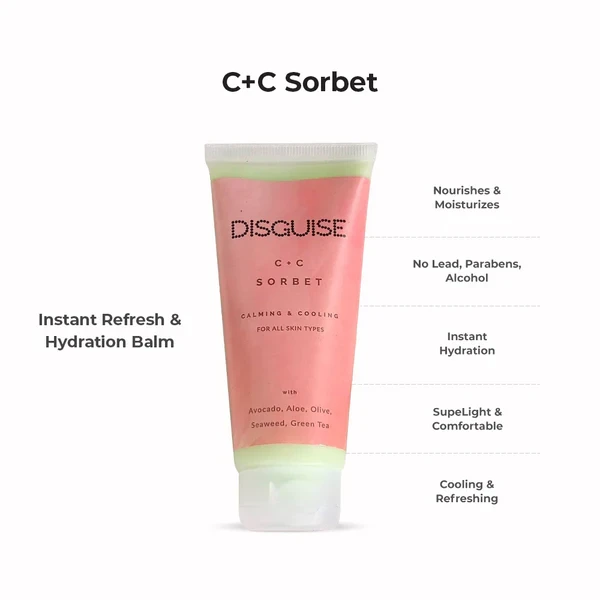 C+C Sorbet
Instant Refresh &
Hydration Balm
DISGUISE
C + C
SORBET
CALMING & COOLING
FOR ALL SKIN TYPES
with
Avocado, Aloe, Olive,
Seaweed, Green Tea
Nourishes &
Moisturizes
No Lead, Parabens,
Alcohol
Instant
Hydration
SupeLight &
Comfortable
Cooling &
Refreshing